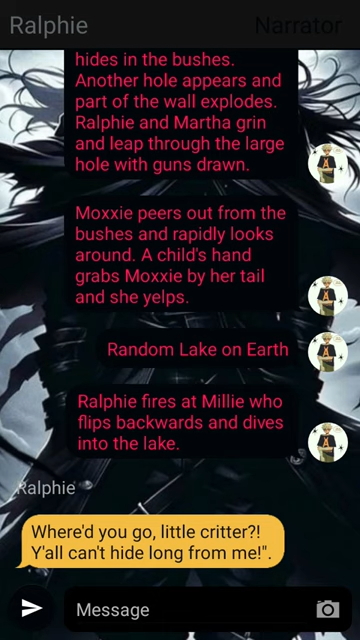 Ralphie
Narrator
hides in the bushes.
Another hole appears and
part of the wall explodes.
Ralphie and Martha grin
and leap through the large
hole with guns drawn.
Moxxie peers out from the
bushes and rapidly looks
around. A child's hand
grabs Moxxie by her tail
and she yelps.
Random Lake on Earth
Ralphie fires at Millie who
flips backwards and dives
into the lake.
Ralphie
Where'd you go, little critter?!
Y'all can't hide long from me!".
Message